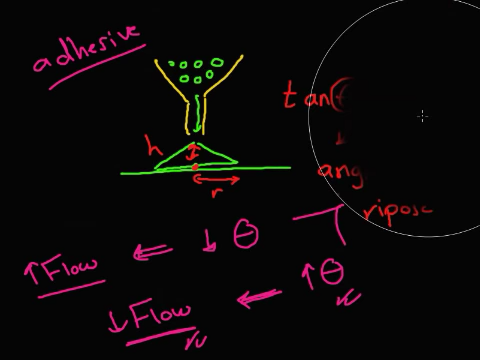 adhesive
tan(θ
h
ang
r
ripose
↑Flow ⇐ ↓ θ
↓Flow ⇐ ↑θ